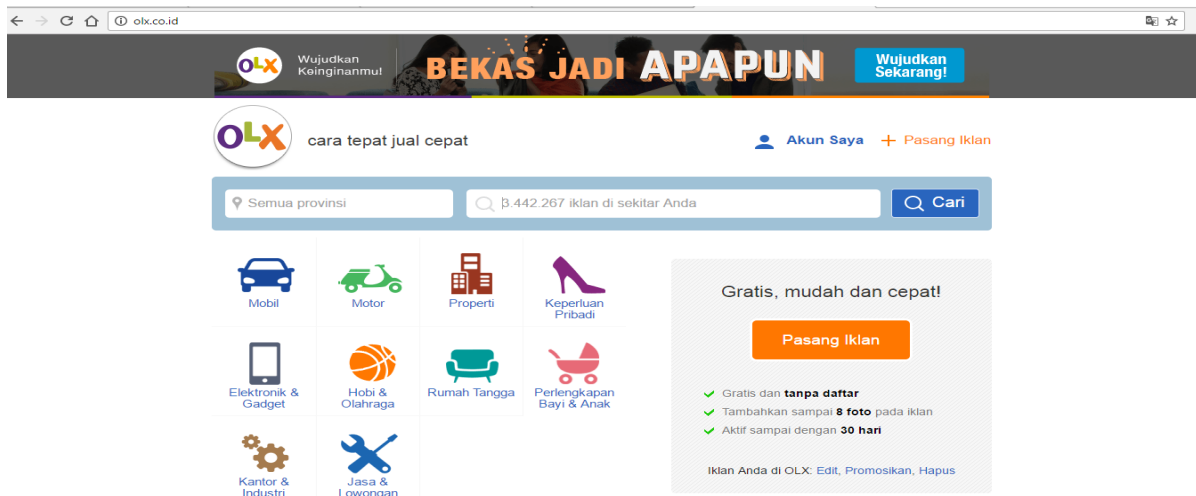 olx.co.id
OLX
Wujudkan
Keinginanmu!
BEKAS JADI APAPUN
Wujudkan
Sekarang!
OLX
cara tepat jual cepat
Akun Saya
+ Pasang Iklan
Semua provinsi
3.442.267 iklan di sekitar Anda
Cari
Mobil
Motor
Properti
Keperluan
Pribadi
Elektronik &
Gadget
Hobi &
Olahraga
Rumah Tangga
Perlengkapan
Bayi & Anak
Kantor &
Industri
Jasa &
Lowongan
Gratis, mudah dan cepat!
Pasang Iklan
Gratis dan tanpa daftar
Tambahkan sampai 8 foto pada iklan
Aktif sampai dengan 30 hari
Iklan Anda di OLX: Edit, Promosikan, Hapus